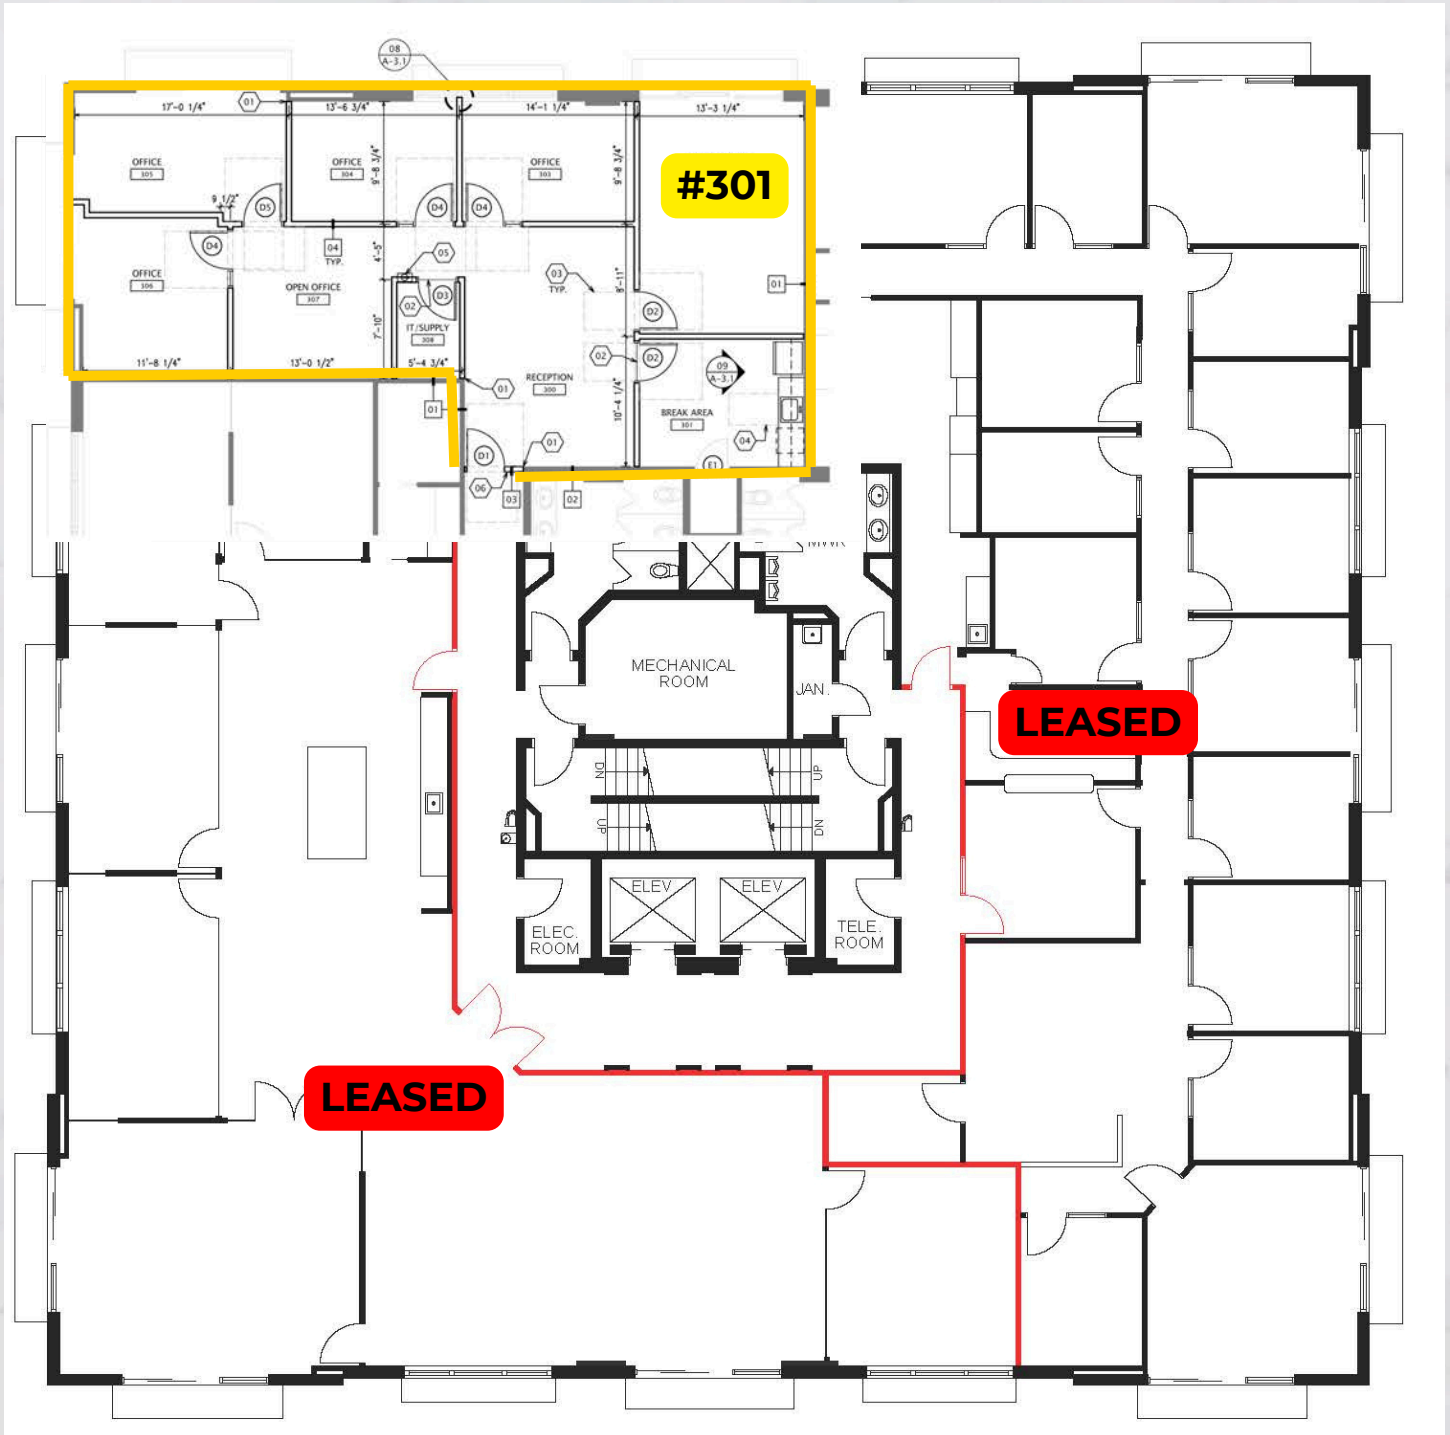 08
A-3.1
17'-0 1/4"
01
13'-6 3/4"
14'-1 1/4"
13'-3 1/4"
OFFICE
305
OFFICE
304
9'-8 3/4"
OFFICE
303
9'-8 3/4"
#301
9 1/2"
D5
D4
D4
D4
04
TYP.
4'-5"
05
OFFICE
306
OPEN OFFICE
307
02
D3
03
TYP.
8'-11"
01
D2
7'-10"
IT/SUPPLY
308
02
D2
09
A-3.1
11'-8 1/4"
13'-0 1/2"
5'-4 3/4"
RECEPTION
300
01
01
10'-4 1/4"
BREAK AREA
301
04
01
D1
E1
06
03
02
MECHANICAL
ROOM
JAN.
LEASED
DN
UP
UP
DN
ELEV
ELEV
ELEC.
ROOM
TELE.
ROOM
LEASED